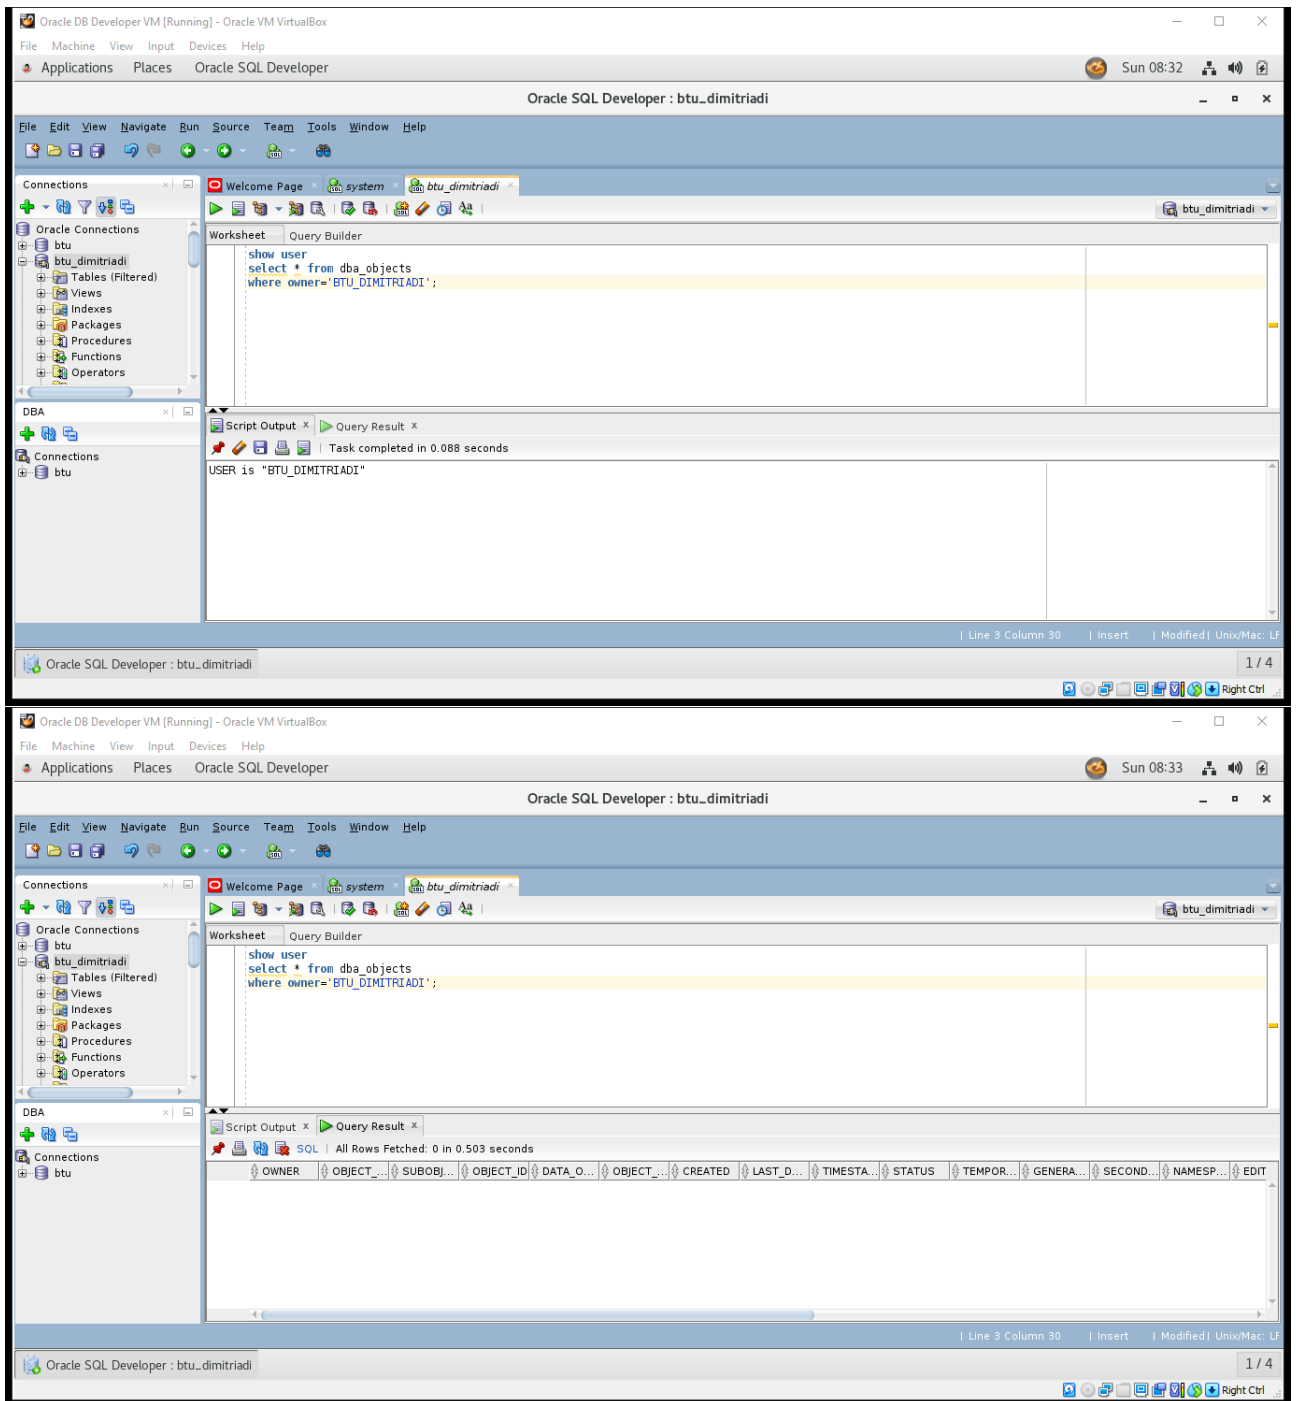 Oracle DB Developer VM [Running] - Oracle VM VirtualBox
File Machine View Input Devices Help
Applications Places Oracle SQL Developer Sun 08:32
Oracle SQL Developer : btu_dimitriadi
File Edit View Navigate Run Source Team Tools Window Help
Connections
Welcome Page system btu_dimitriadi
btu_dimitriadi
Oracle Connections
btu
btu_dimitriadi
Tables (Filtered)
Views
Indexes
Packages
Procedures
Functions
Operators
Worksheet Query Builder
show user
select * from dba_objects
where owner='BTU_DIMITRIADI';
DBA
Connections
btu
Script Output Query Result
Task completed in 0.088 seconds
USER is "BTU_DIMITRIADI"
| Line 3 Column 30 | Insert | Modified | Unix/Mac: LF
Oracle SQL Developer : btu_dimitriadi 1 / 4
Right Ctrl
Oracle DB Developer VM [Running] - Oracle VM VirtualBox
File Machine View Input Devices Help
Applications Places Oracle SQL Developer Sun 08:33
Oracle SQL Developer : btu_dimitriadi
File Edit View Navigate Run Source Team Tools Window Help
Connections
Welcome Page system btu_dimitriadi
btu_dimitriadi
Oracle Connections
btu
btu_dimitriadi
Tables (Filtered)
Views
Indexes
Packages
Procedures
Functions
Operators
Worksheet Query Builder
show user
select * from dba_objects
where owner='BTU_DIMITRIADI';
DBA
Connections
btu
Script Output Query Result
SQL | All Rows Fetched: 0 in 0.503 seconds
OWNER OBJECT_... SUBOBJ... OBJECT_ID DATA_O... OBJECT_... CREATED LAST_D... TIMESTA... STATUS TEMPOR... GENERA... SECOND... NAMESP... EDIT
| Line 3 Column 30 | Insert | Modified | Unix/Mac: LF
Oracle SQL Developer : btu_dimitriadi 1 / 4
Right Ctrl